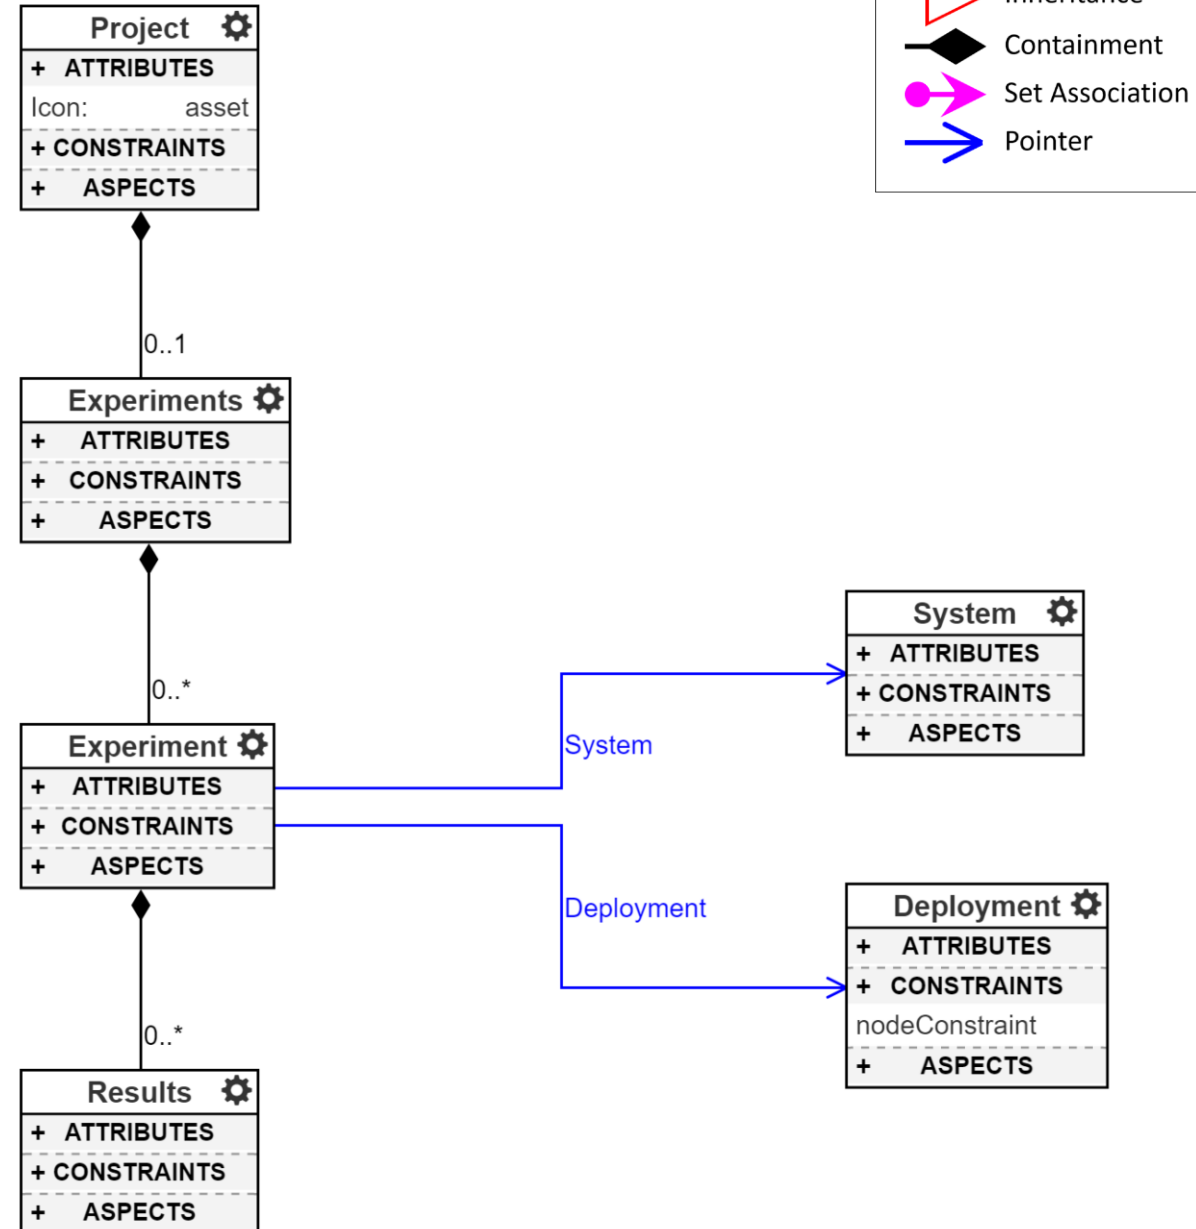 Project
+ ATTRIBUTES
Icon: asset
+ CONSTRAINTS
+ ASPECTS
0..1
Experiments
+ ATTRIBUTES
+ CONSTRAINTS
+ ASPECTS
0..*
Experiment
+ ATTRIBUTES
+ CONSTRAINTS
+ ASPECTS
0..*
Results
+ ATTRIBUTES
+ CONSTRAINTS
+ ASPECTS
System
Deployment
System
+ ATTRIBUTES
+ CONSTRAINTS
+ ASPECTS
Deployment
+ ATTRIBUTES
+ CONSTRAINTS
nodeConstraint
+ ASPECTS
Inheritance
Containment
Set Association
Pointer